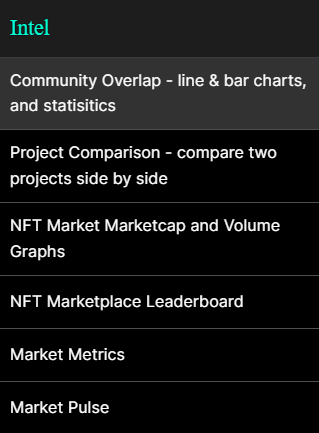 Intel
Community Overlap - line & bar charts,
and statisitics
Project Comparison - compare two
projects side by side
NFT Market Marketcap and Volume
Graphs
NFT Marketplace Leaderboard
Market Metrics
Market Pulse